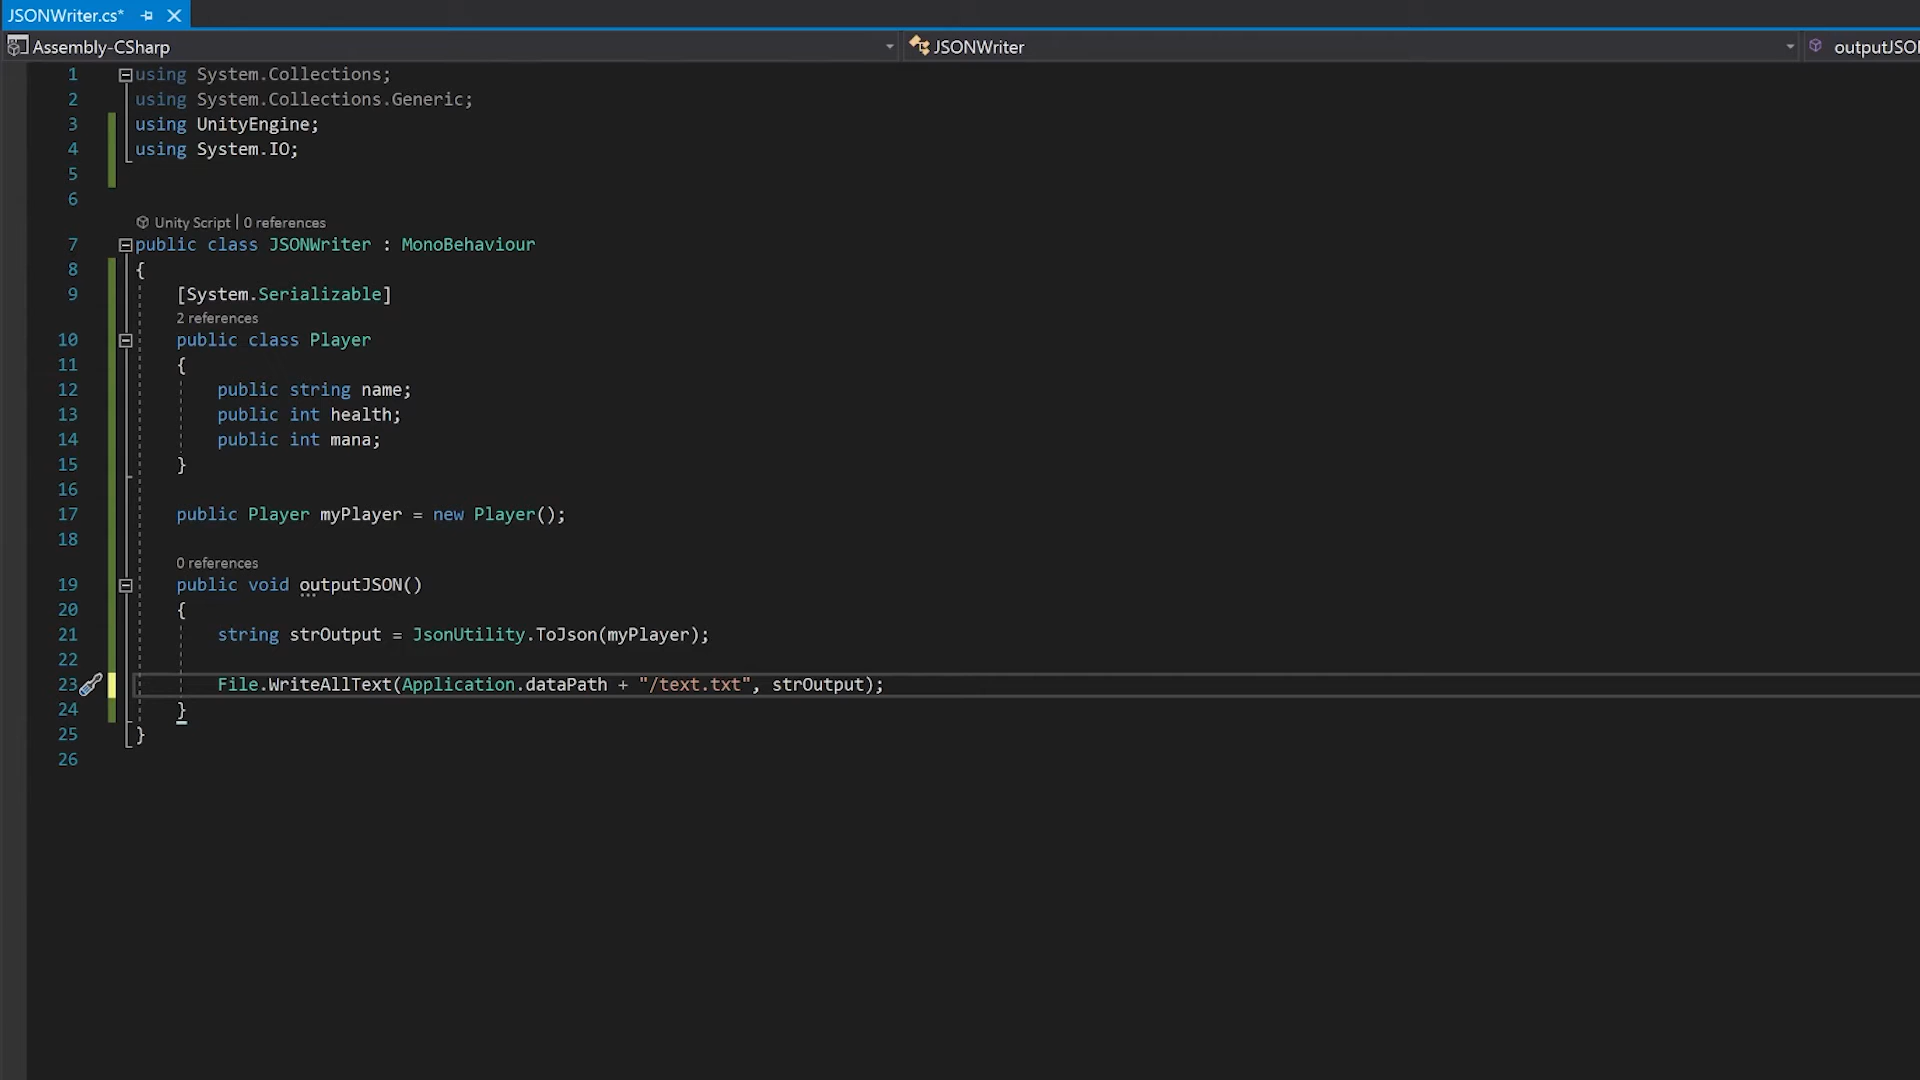 JSONWriter.cs*
Assembly-CSharp JSONWriter outputJSO
1 using System.Collections;
2 using System.Collections.Generic;
3 using UnityEngine;
4 using System.IO;
5
6
Unity Script | 0 references
7 public class JSONWriter : MonoBehaviour
8 {
9 [System.Serializable]
2 references
10 public class Player
11 {
12 public string name;
13 public int health;
14 public int mana;
15 }
16
17 public Player myPlayer = new Player();
18
0 references
19 public void outputJSON()
20 {
21 string strOutput = JsonUtility.ToJson(myPlayer);
22
23 File.WriteAllText(Application.dataPath + "/text.txt", strOutput);
24 }
25 }
26